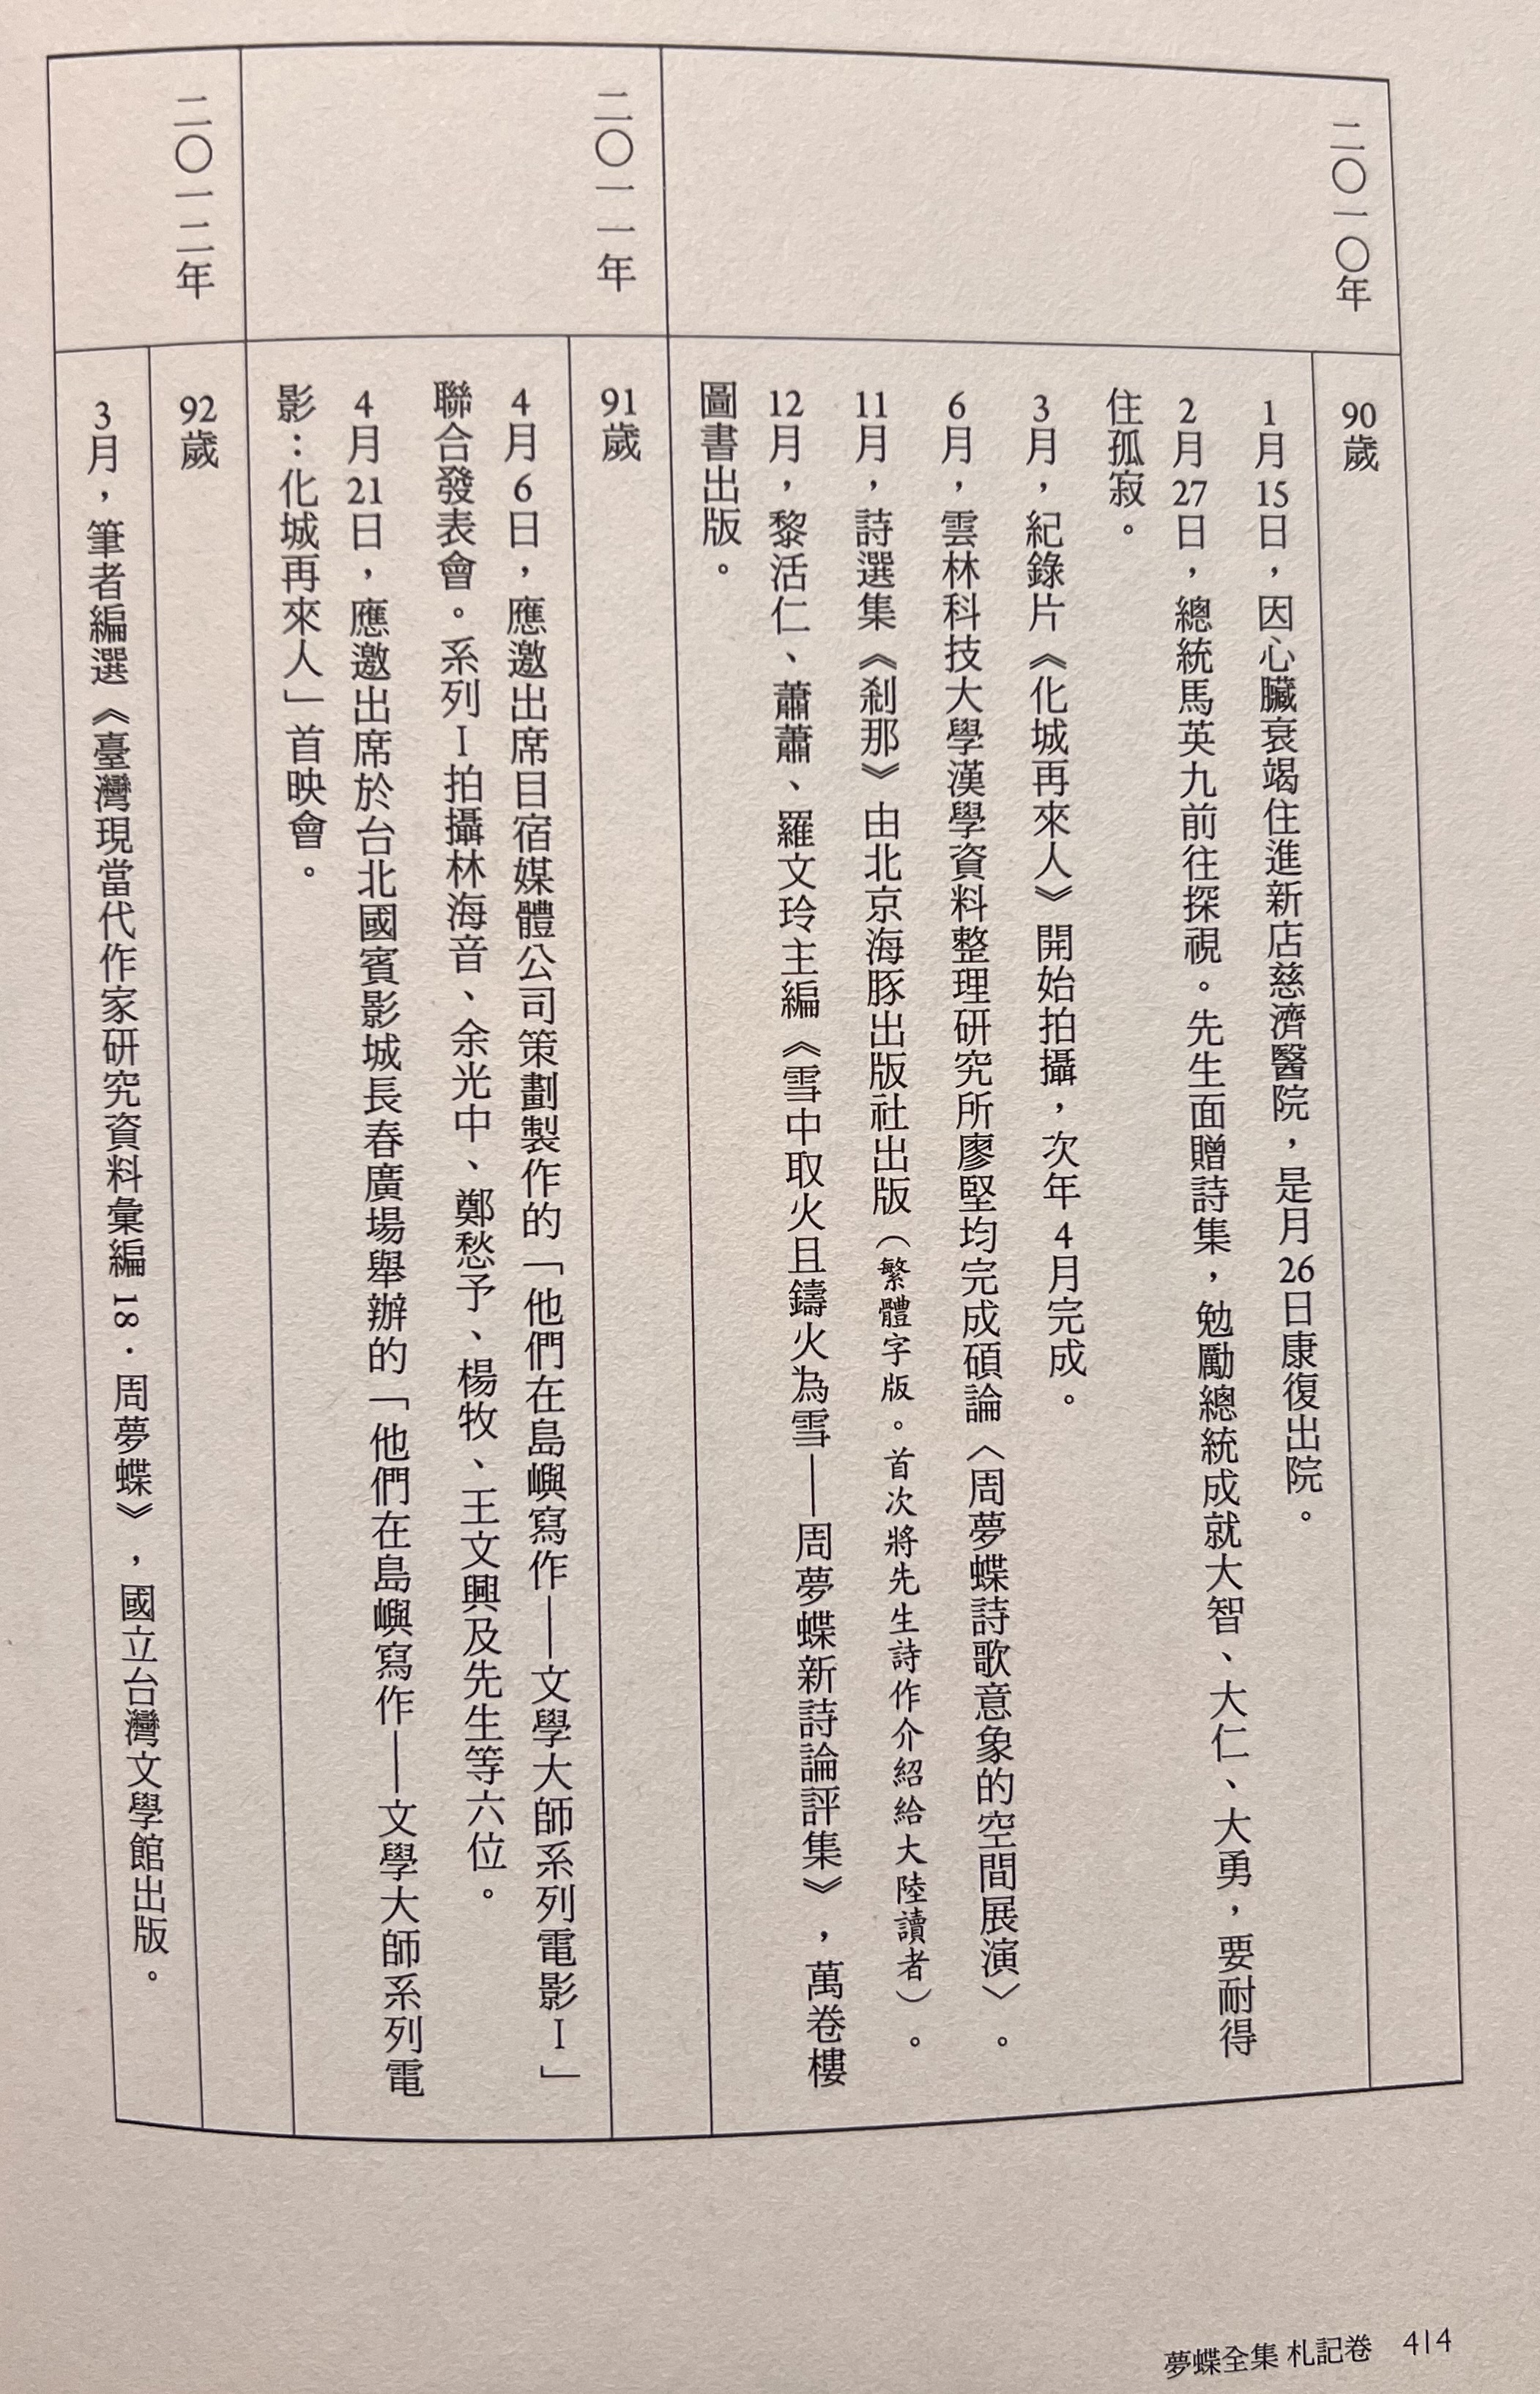 二〇一〇年
90歲
1月15日，因心臟衰竭住進新店慈濟醫院，是月26日康復出院。
2月27日，總統馬英九前往探視。先生面贈詩集，勉勵總統成就大智、大仁、大勇，要耐得
住孤寂。
3月，紀錄片《化城再來人》開始拍攝，次年4月完成。
6月，雲林科技大學漢學資料整理研究所廖堅均完成碩論〈周夢蝶詩歌意象的空間展演〉。
11月，詩選集《剎那》由北京海豚出版社出版（繁體字版。首次將先生詩作介紹給大陸讀者）。
12月，黎活仁、蕭蕭、羅文玲主編《雪中取火且鑄火為雪——周夢蝶新詩論評集》，萬卷樓
圖書出版。
二〇一一年
91歲
4月6日，應邀出席目宿媒體公司策劃製作的「他們在島嶼寫作——文學大師系列電影Ⅰ」
聯合發表會。系列Ⅰ拍攝林海音、余光中、鄭愁予、楊牧、王文興及先生等六位。
4月21日，應邀出席於台北國賓影城長春廣場舉辦的「他們在島嶼寫作——文學大師系列電
影：化城再來人」首映會。
二〇一二年
92歲
3月，筆者編選《臺灣現當代作家研究資料彙編18．周夢蝶》，國立台灣文學館出版。
夢蝶全集 札記卷 414